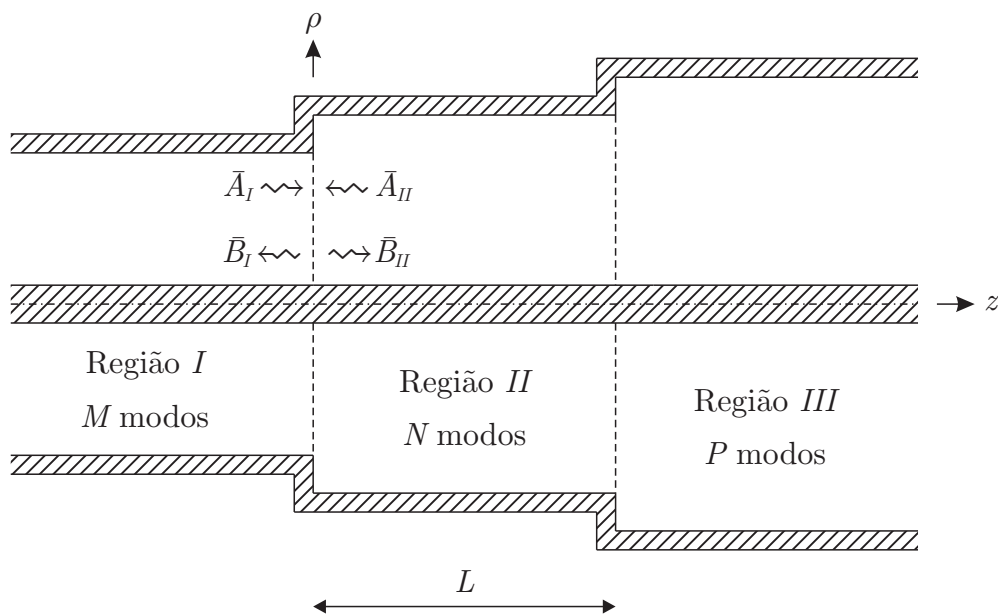 ρ
Ā_I Ā_II
B̄_I B̄_II
z
Região I
M modos
Região II
N modos
Região III
P modos
L